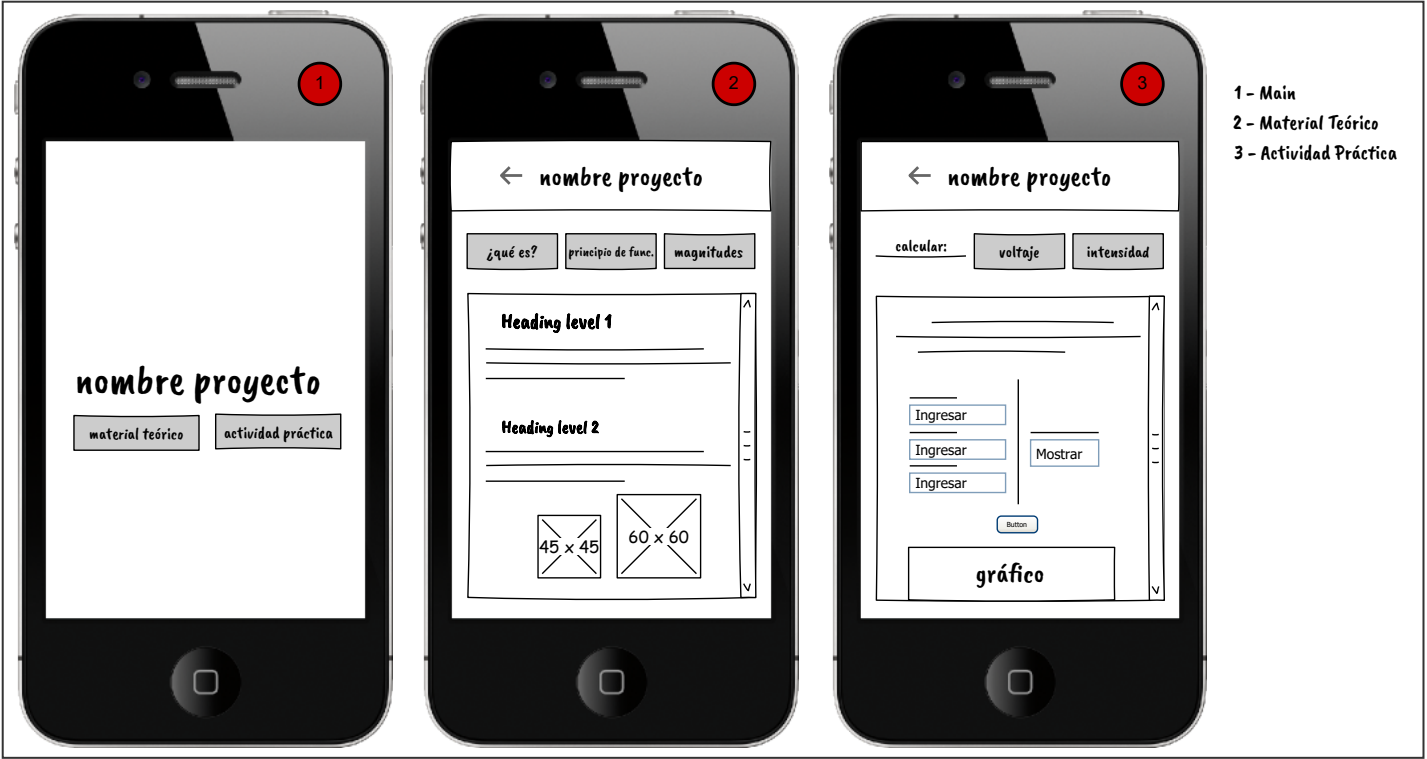 1
nombre proyecto
material teórico
actividad práctica
2
nombre proyecto
¿qué es?
principio de func.
magnitudes
Heading level 1
Heading level 2
45 x 45
60 x 60
3
nombre proyecto
calcular:
voltaje
intensidad
Ingresar
Ingresar
Ingresar
Mostrar
Button
gráfico
1 - Main
2 - Material Teórico
3 - Actividad Práctica